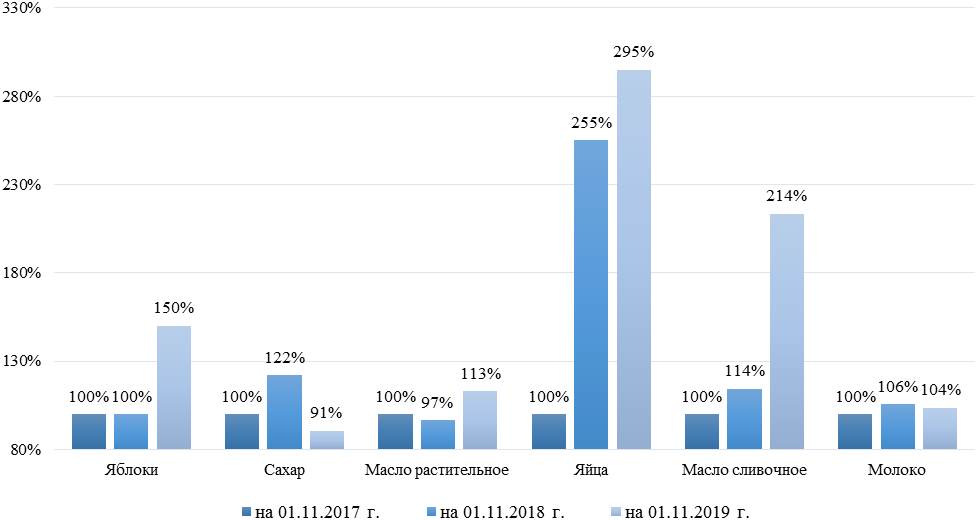 330%
280%
230%
180%
130%
80%
100% 100% 150%
100% 122% 91%
100% 97% 113%
100% 255% 295%
100% 114% 214%
100% 106% 104%
Яблоки Сахар Масло растительное Яйца Масло сливочное Молоко
на 01.11.2017 г. на 01.11.2018 г. на 01.11.2019 г.